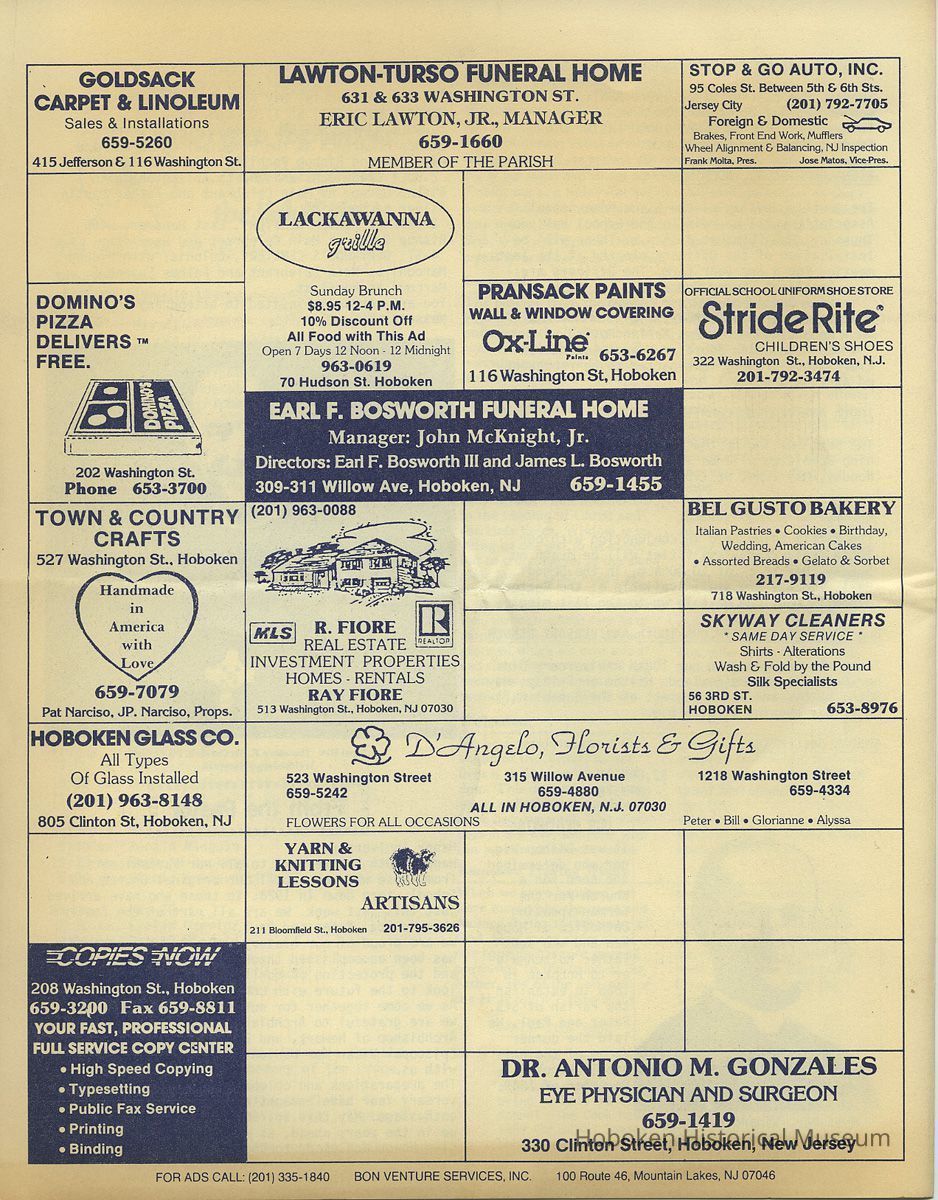 GOLDSACK
CARPET & LINOLEUM
Sales & Installations
659-5260
415 Jefferson & 116 Washington St.
LAWTON-TURSO FUNERAL HOME
631 & 633 WASHINGTON ST.
ERIC LAWTON, JR., MANAGER
659-1660
MEMBER OF THE PARISH
STOP & GO AUTO, INC.
95 Coles St. Between 5th & 6th Sts.
Jersey City (201) 792-7705
Foreign & Domestic
Brakes, Front End Work, Mufflers
Wheel Alignment & Balancing, NJ Inspection
Frank Molta, Pres. Jose Matos, Vice-Pres.
LACKAWANNA
grille
Sunday Brunch
$8.95 12-4 P.M.
10% Discount Off
All Food with This Ad
Open 7 Days 12 Noon - 12 Midnight
963-0619
70 Hudson St. Hoboken
DOMINO'S
PIZZA
DELIVERS ™
FREE.
DOMINO'S
PIZZA
202 Washington St.
Phone 653-3700
PRANSACK PAINTS
WALL & WINDOW COVERING
Ox-Line
Paints 653-6267
116 Washington St, Hoboken
OFFICIAL SCHOOL UNIFORM SHOE STORE
StrideRite®
CHILDREN'S SHOES
322 Washington St., Hoboken, N.J.
201-792-3474
EARL F. BOSWORTH FUNERAL HOME
Manager: John McKnight, Jr.
Directors: Earl F. Bosworth III and James L. Bosworth
309-311 Willow Ave, Hoboken, NJ 659-1455
TOWN & COUNTRY
CRAFTS
527 Washington St., Hoboken
Handmade
in
America
with
Love
659-7079
Pat Narciso, JP. Narciso, Props.
(201) 963-0088
MLS
R
REALTOR
R. FIORE
REAL ESTATE
INVESTMENT PROPERTIES
HOMES - RENTALS
RAY FIORE
513 Washington St., Hoboken, NJ 07030
BEL GUSTO BAKERY
Italian Pastries • Cookies • Birthday,
Wedding, American Cakes
• Assorted Breads • Gelato & Sorbet
217-9119
718 Washington St., Hoboken
SKYWAY CLEANERS
* SAME DAY SERVICE *
Shirts - Alterations
Wash & Fold by the Pound
Silk Specialists
56 3RD ST.
HOBOKEN 653-8976
HOBOKEN GLASS CO.
All Types
Of Glass Installed
(201) 963-8148
805 Clinton St, Hoboken, NJ
D'Angelo, Florists & Gifts
523 Washington Street 315 Willow Avenue 1218 Washington Street
659-5242 659-4880 659-4334
ALL IN HOBOKEN, N.J. 07030
FLOWERS FOR ALL OCCASIONS Peter • Bill • Glorianne • Alyssa
YARN &
KNITTING
LESSONS
ARTISANS
211 Bloomfield St., Hoboken 201-795-3626
COPIES NOW
208 Washington St., Hoboken
659-3200 Fax 659-8811
YOUR FAST, PROFESSIONAL
FULL SERVICE COPY CENTER
• High Speed Copying
• Typesetting
• Public Fax Service
• Printing
• Binding
DR. ANTONIO M. GONZALES
EYE PHYSICIAN AND SURGEON
659-1419
330 Clinton Street, Hoboken, New Jersey
Hoboken Historical Museum
FOR ADS CALL: (201) 335-1840 BON VENTURE SERVICES, INC. 100 Route 46, Mountain Lakes, NJ 07046